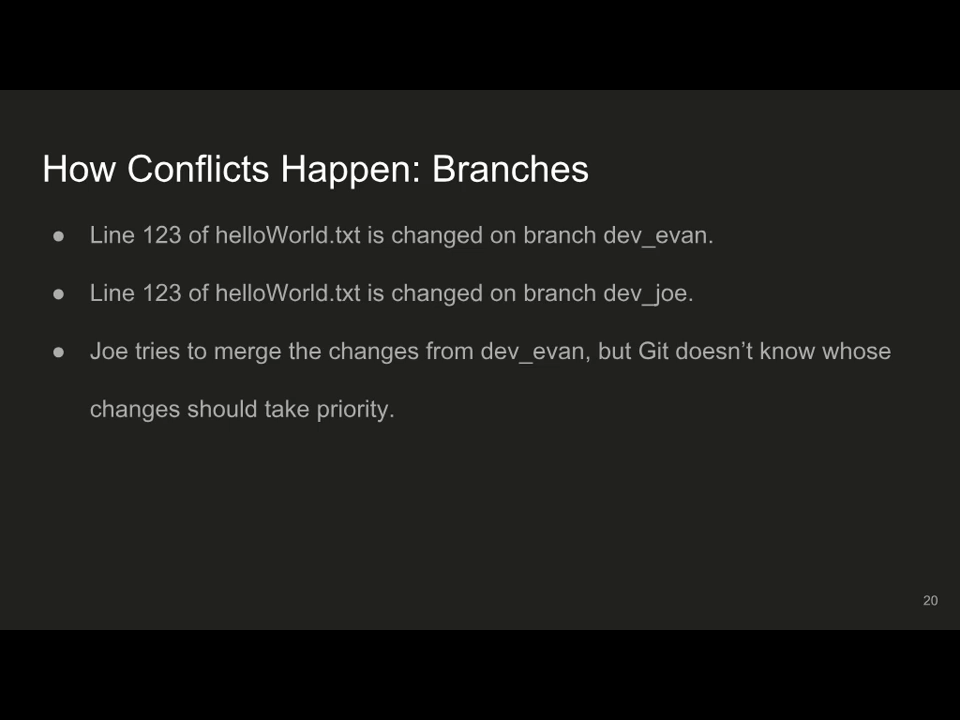 How Conflicts Happen: Branches
● Line 123 of helloWorld.txt is changed on branch dev_evan.
● Line 123 of helloWorld.txt is changed on branch dev_joe.
● Joe tries to merge the changes from dev_evan, but Git doesn’t know whose
changes should take priority.
20